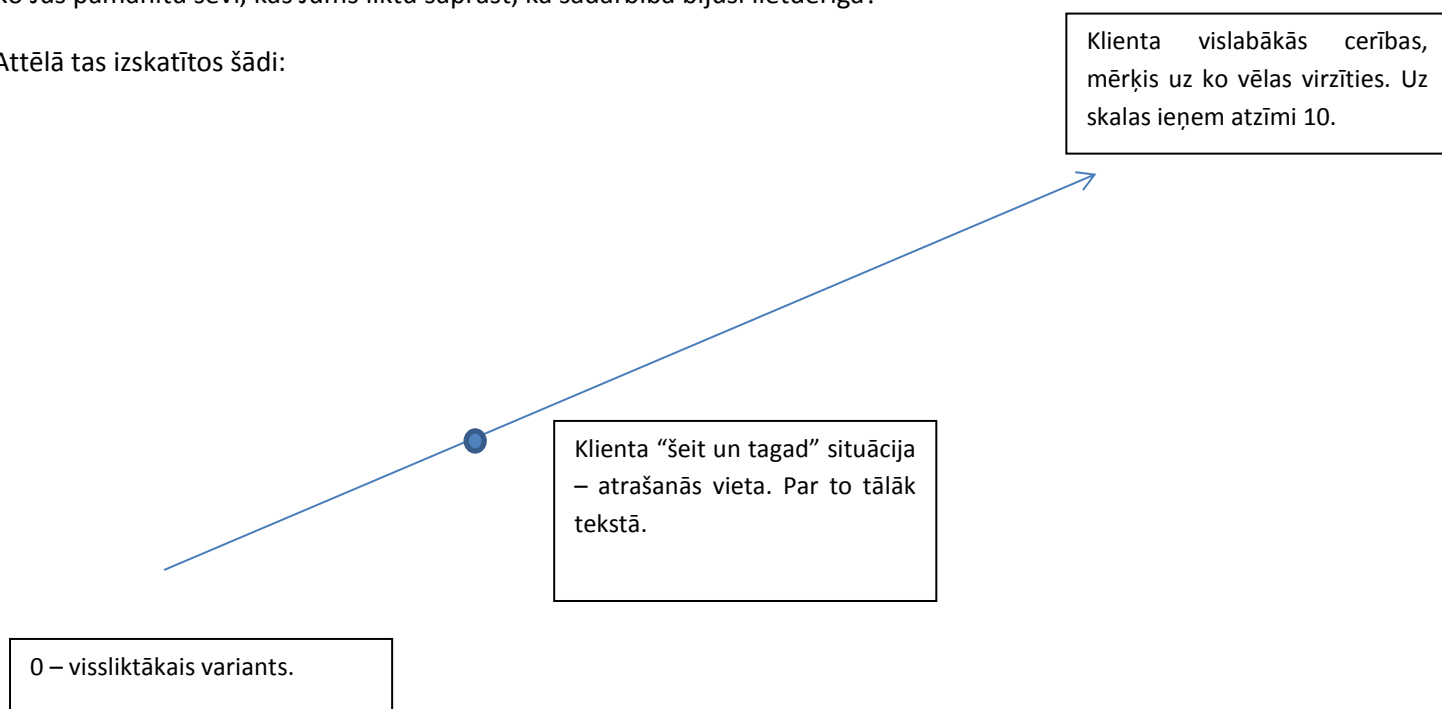 ko Jūs pamanītu sevī, kas Jums liktu saprast, ka sadarbība bijusi lietderīga?
Attēlā tas izskatītos šādi:
Klienta vislabākās cerības,
mērķis uz ko vēlas virzīties. Uz
skalas ieņem atzīmi 10.
Klienta “šeit un tagad” situācija
– atrašanās vieta. Par to tālāk
tekstā.
0 – vissliktākais variants.